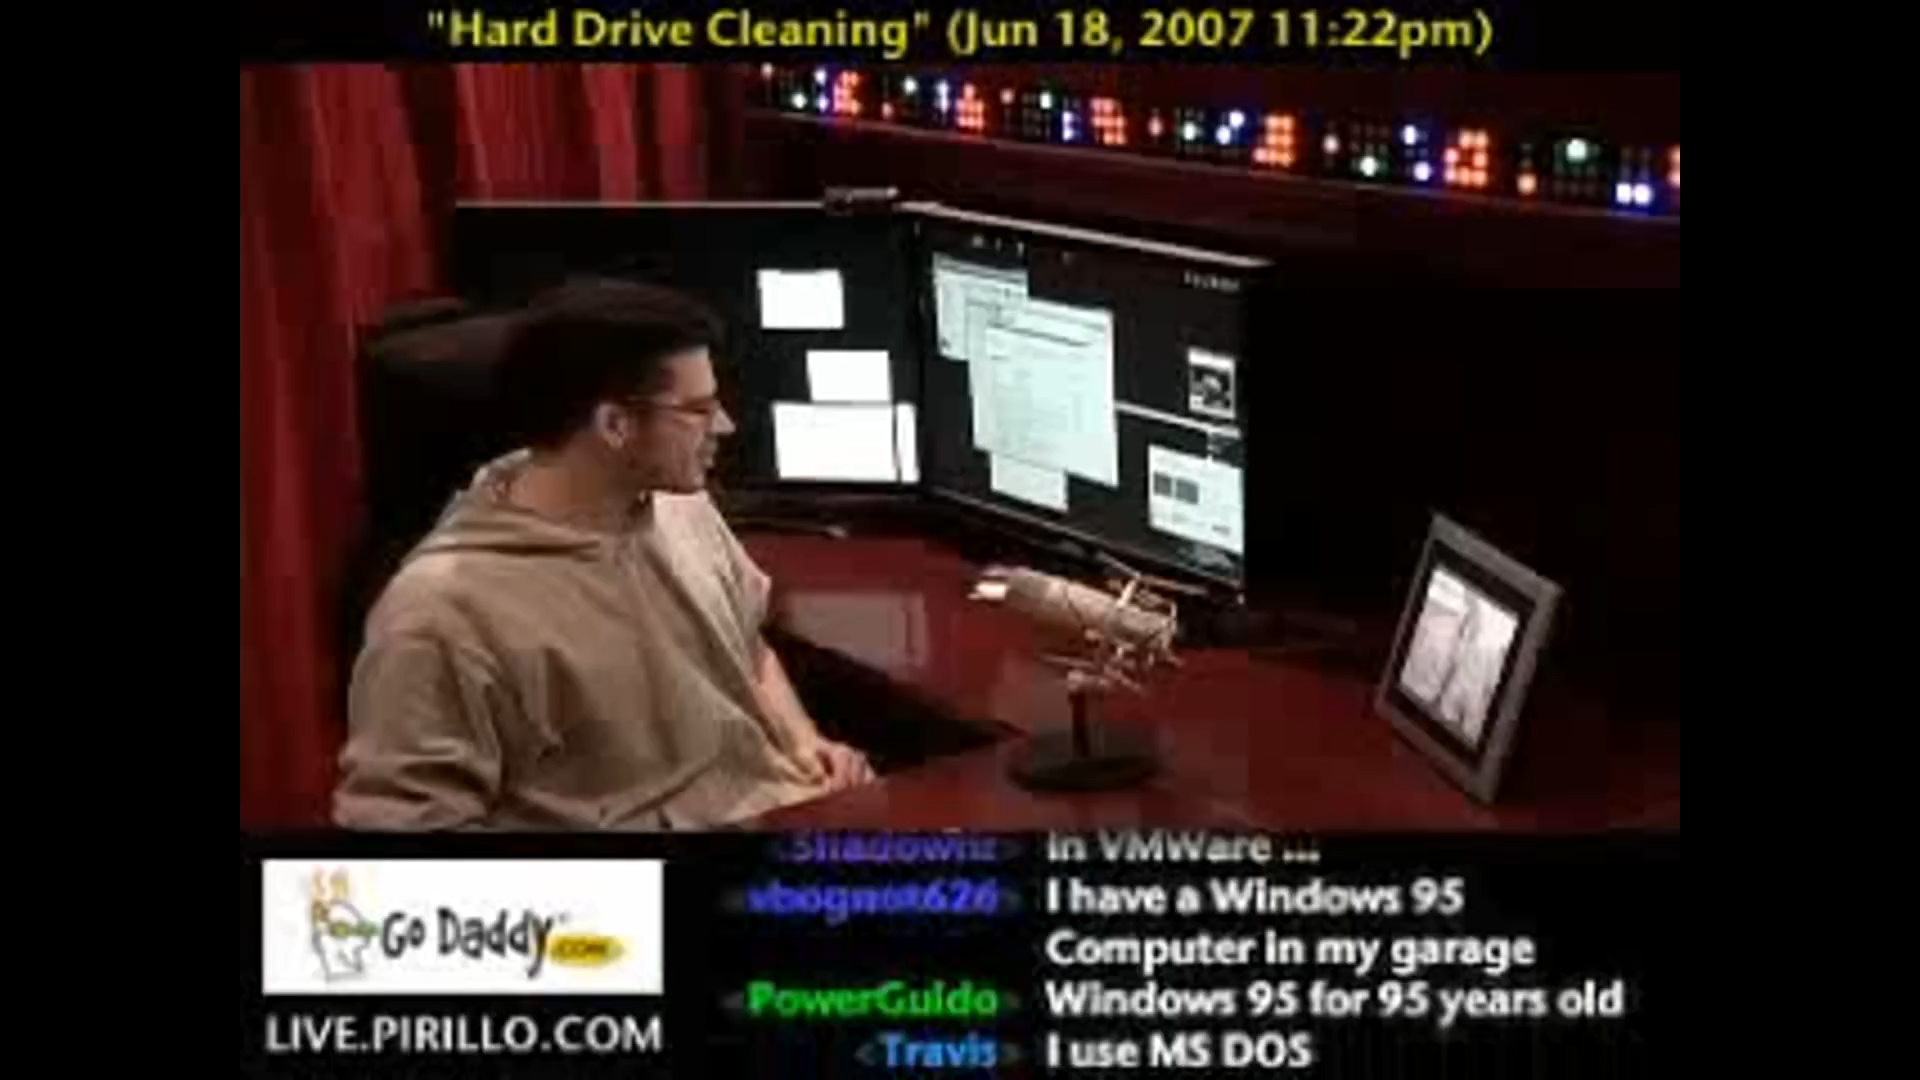 "Hard Drive Cleaning" (Jun 18, 2007 11:22pm)
In VMWare ...
I have a Windows 95
Computer in my garage
<PowerGuido> Windows 95 for 95 years old
<Travis> I use MS DOS
Go Daddy .COM
LIVE.PIRILLO.COM